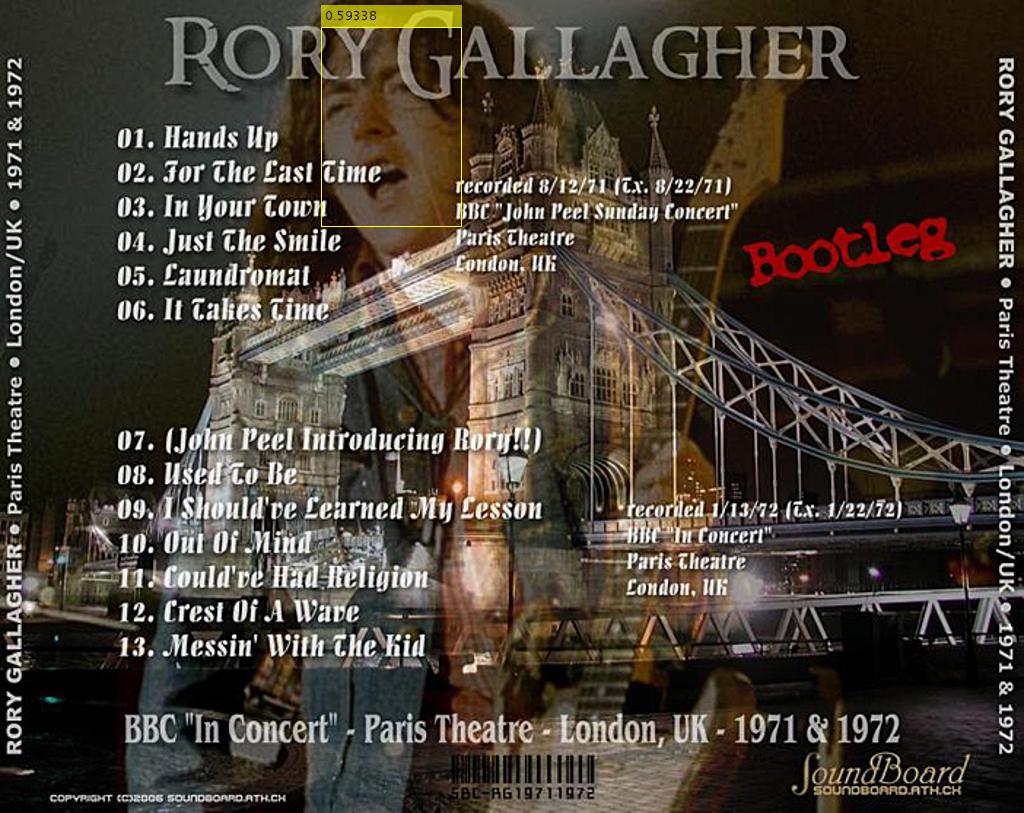 0.59338
RORY GALLAGHER
01. Hands Up
02. For The Last Time
03. In Your Town
04. Just The Smile
05. Laundromat
06. It Takes Time
recorded 8/12/71 (Tx. 8/22/71)
BBC "John Peel Sunday Concert"
Paris Theatre
London, UK
Bootleg
07. (John Peel Introducing Rory!!)
08. Used To Be
09. I Should've Learned My Lesson
10. Out Of Mind
11. Could've Had Religion
12. Crest Of A Wave
13. Messin' With The Kid
recorded 1/13/72 (Tx. 1/22/72)
BBC "In Concert"
Paris Theatre
London, UK
BBC "In Concert" - Paris Theatre - London, UK - 1971 & 1972
SBC-RG19711972
COPYRIGHT (C)2006 SOUNDBOARD.ATH.CX
SoundBoard
SOUNDBOARD.ATH.CX
RORY GALLAGHER ● Paris Theatre ● London/UK ● 1971 & 1972
RORY GALLAGHER ● Paris Theatre ● London/UK ● 1971 & 1972